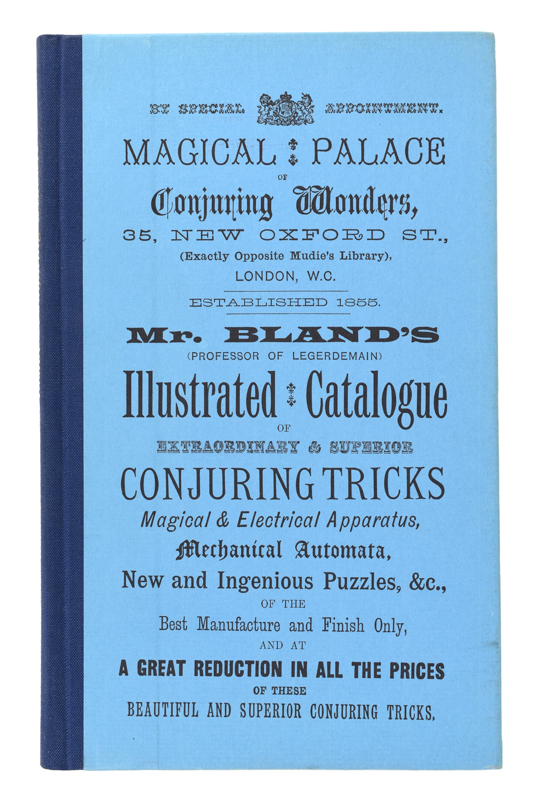 BY SPECIAL APPOINTMENT.
MAGICAL PALACE
OF
Conjuring Wonders,
35, NEW OXFORD ST.,
(Exactly Opposite Mudie's Library),
LONDON, W.C.
ESTABLISHED 1855.
Mr. BLAND'S
(PROFESSOR OF LEGERDEMAIN)
Illustrated Catalogue
OF
EXTRAORDINARY & SUPERIOR
CONJURING TRICKS
Magical & Electrical Apparatus,
Mechanical Automata,
New and Ingenious Puzzles, &c.,
OF THE
Best Manufacture and Finish Only,
AND AT
A GREAT REDUCTION IN ALL THE PRICES
OF THESE
BEAUTIFUL AND SUPERIOR CONJURING TRICKS.